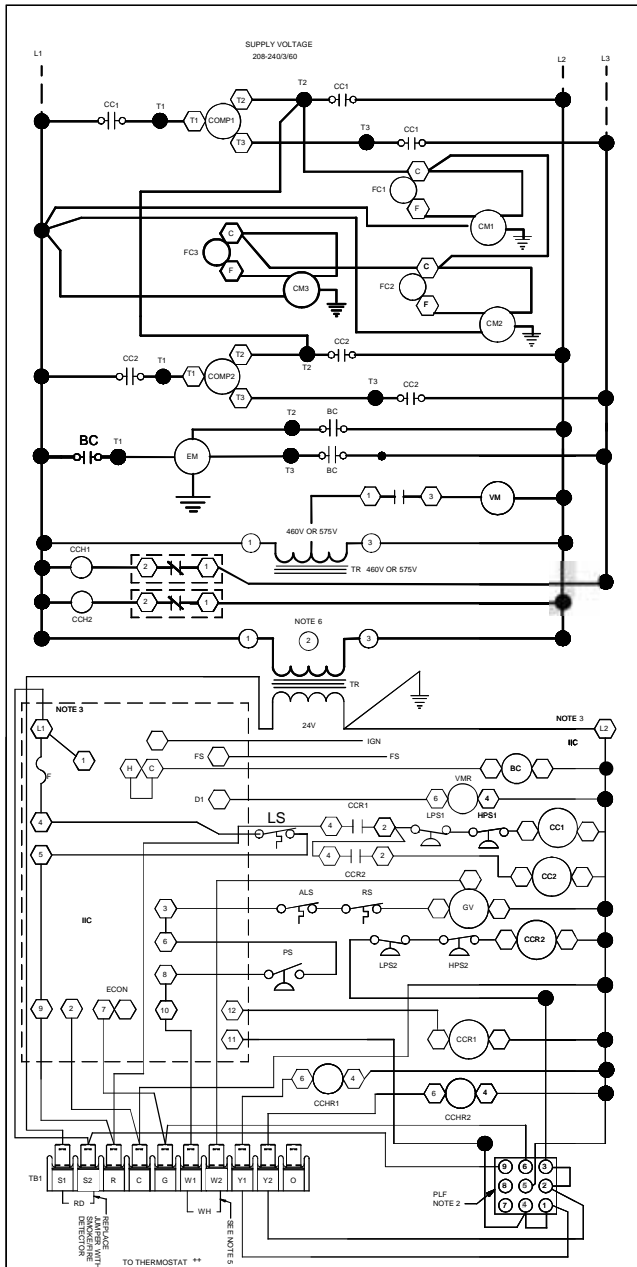 L1
SUPPLY VOLTAGE
208-240/3/60
L2
L3
T2
CC1
T1
T1
COMP1
T2
T3
CC1
T3
CC1
C
FC1
F
CM1
C
FC3
F
CM3
C
FC2
F
CM2
CC2
T1
T1
COMP2
T2
T3
T2
CC2
T3
CC2
BC
T1
EM
T2
BC
T3
BC
1
3
VM
460V OR 575V
1
3
TR 460V OR 575V
CCH1
2
1
CCH2
2
1
NOTE 6
1
2
3
TR
24V
NOTE 3
NOTE 3
L1
L2
IIC
1
IGN
FS
FS
F
H
C
BC
VMR
D1
6
4
CCR1
4
LS
4
2
LPS1
HPS1
CC1
5
4
2
CC2
CCR2
ALS
RS
GV
3
IIC
6
PS
LPS2
HPS2
CCR2
8
ECON
9
2
7
10
12
11
CCR1
6
CCHR1
4
6
CCHR2
4
TB1
S1
S2
R
C
G
W1
W2
Y1
Y2
O
9
6
3
8
5
2
7
4
1
PLF
NOTE 2
RD
WH
REPLACE
JUMPER WITH
SMOKE/FIRE
DETECTOR
SEE NOTE 5
TO THERMOSTAT **